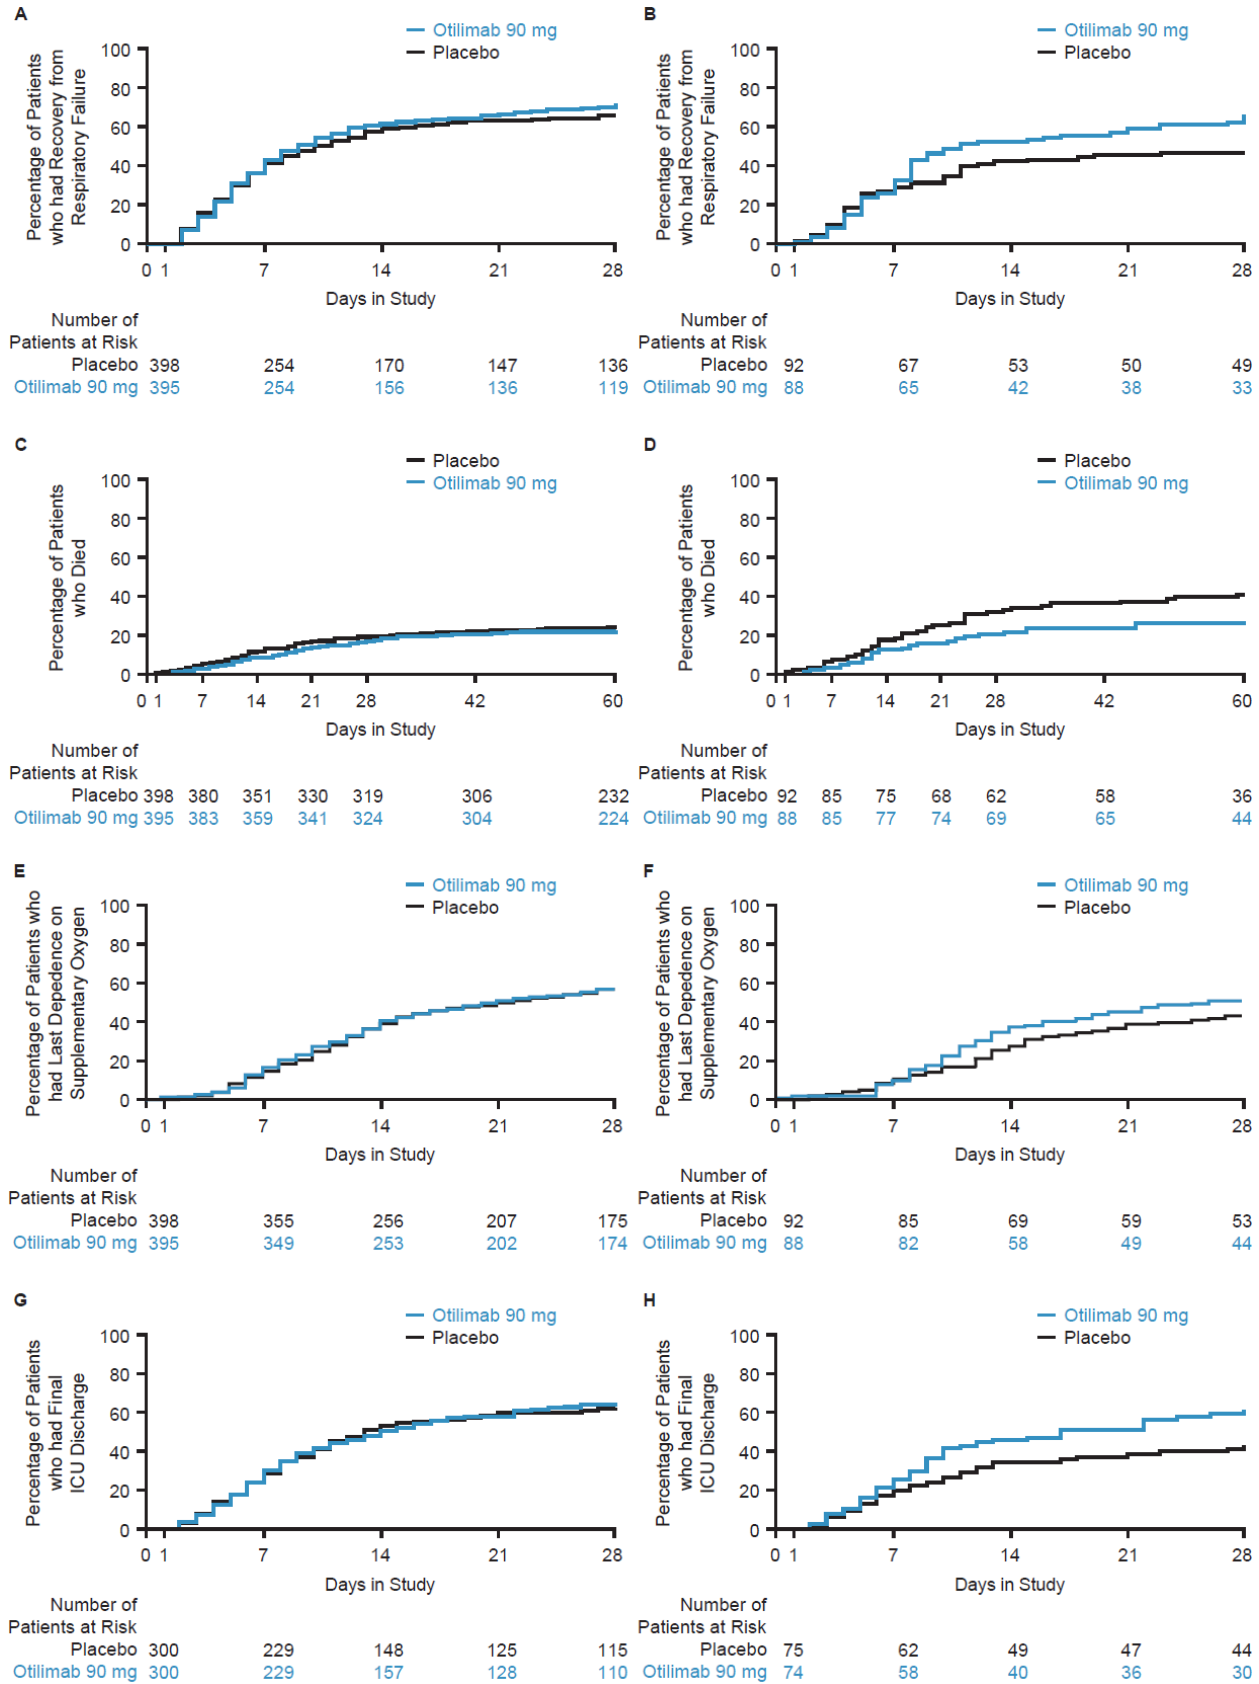 A
Otilimab 90 mg
Placebo
Percentage of Patients
who had Recovery from
Respiratory Failure
100
80
60
40
20
0
0 1 7 14 21 28
Days in Study
Number of
Patients at Risk
Placebo 398 254 170 147 136
Otilimab 90 mg 395 254 156 136 119
B
Otilimab 90 mg
Placebo
Percentage of Patients
who had Recovery from
Respiratory Failure
100
80
60
40
20
0
0 1 7 14 21 28
Days in Study
Number of
Patients at Risk
Placebo 92 67 53 50 49
Otilimab 90 mg 88 65 42 38 33
C
Placebo
Otilimab 90 mg
Percentage of Patients
who Died
100
80
60
40
20
0
0 1 7 14 21 28 42 60
Days in Study
Number of
Patients at Risk
Placebo 398 380 351 330 319 306 232
Otilimab 90 mg 395 383 359 341 324 304 224
D
Placebo
Otilimab 90 mg
Percentage of Patients
who Died
100
80
60
40
20
0
0 1 7 14 21 28 42 60
Days in Study
Number of
Patients at Risk
Placebo 92 85 75 68 62 58 36
Otilimab 90 mg 88 85 77 74 69 65 44
E
Otilimab 90 mg
Placebo
Percentage of Patients who
had Last Depedence on
Supplementary Oxygen
100
80
60
40
20
0
0 1 7 14 21 28
Days in Study
Number of
Patients at Risk
Placebo 398 355 256 207 175
Otilimab 90 mg 395 349 253 202 174
F
Otilimab 90 mg
Placebo
Percentage of Patients who
had Last Depedence on
Supplementary Oxygen
100
80
60
40
20
0
0 1 7 14 21 28
Days in Study
Number of
Patients at Risk
Placebo 92 85 69 59 53
Otilimab 90 mg 88 82 58 49 44
G
Otilimab 90 mg
Placebo
Percentage of Patients
who had Final
ICU Discharge
100
80
60
40
20
0
0 1 7 14 21 28
Days in Study
Number of
Patients at Risk
Placebo 300 229 148 125 115
Otilimab 90 mg 300 229 157 128 110
H
Otilimab 90 mg
Placebo
Percentage of Patients
who had Final
ICU Discharge
100
80
60
40
20
0
0 1 7 14 21 28
Days in Study
Number of
Patients at Risk
Placebo 75 62 49 47 44
Otilimab 90 mg 74 58 40 36 30